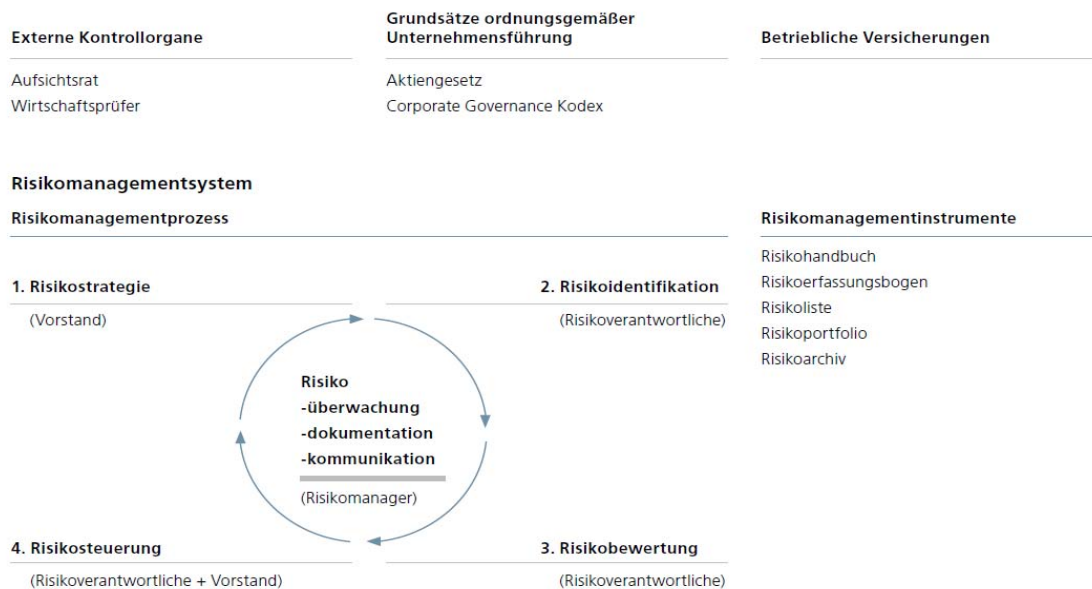 Externe Kontrollorgane
Aufsichtsrat
Wirtschaftsprüfer
Grundsätze ordnungsgemäßer
Unternehmensführung
Aktiengesetz
Corporate Governance Kodex
Betriebliche Versicherungen
Risikomanagementsystem
Risikomanagementprozess
1. Risikostrategie
(Vorstand)
2. Risikoidentifikation
(Risikoverantwortliche)
Risiko
-überwachung
-dokumentation
-kommunikation
(Risikomanager)
4. Risikosteuerung
(Risikoverantwortliche + Vorstand)
3. Risikobewertung
(Risikoverantwortliche)
Risikomanagementinstrumente
Risikohandbuch
Risikoerfassungsbogen
Risikoliste
Risikoportfolio
Risikoarchiv